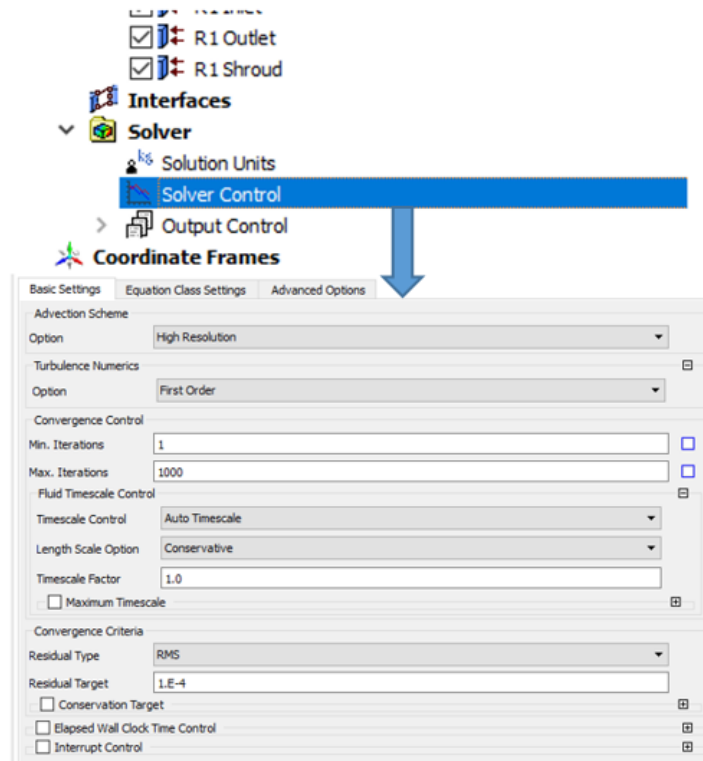 R1 Inlet
R1 Outlet
R1 Shroud
Interfaces
Solver
Solution Units
Solver Control
Output Control
Coordinate Frames
Basic Settings Equation Class Settings Advanced Options
Advection Scheme
Option High Resolution
Turbulence Numerics
Option First Order
Convergence Control
Min. Iterations 1
Max. Iterations 1000
Fluid Timescale Control
Timescale Control Auto Timescale
Length Scale Option Conservative
Timescale Factor 1.0
Maximum Timescale
Convergence Criteria
Residual Type RMS
Residual Target 1.E-4
Conservation Target
Elapsed Wall Clock Time Control
Interrupt Control